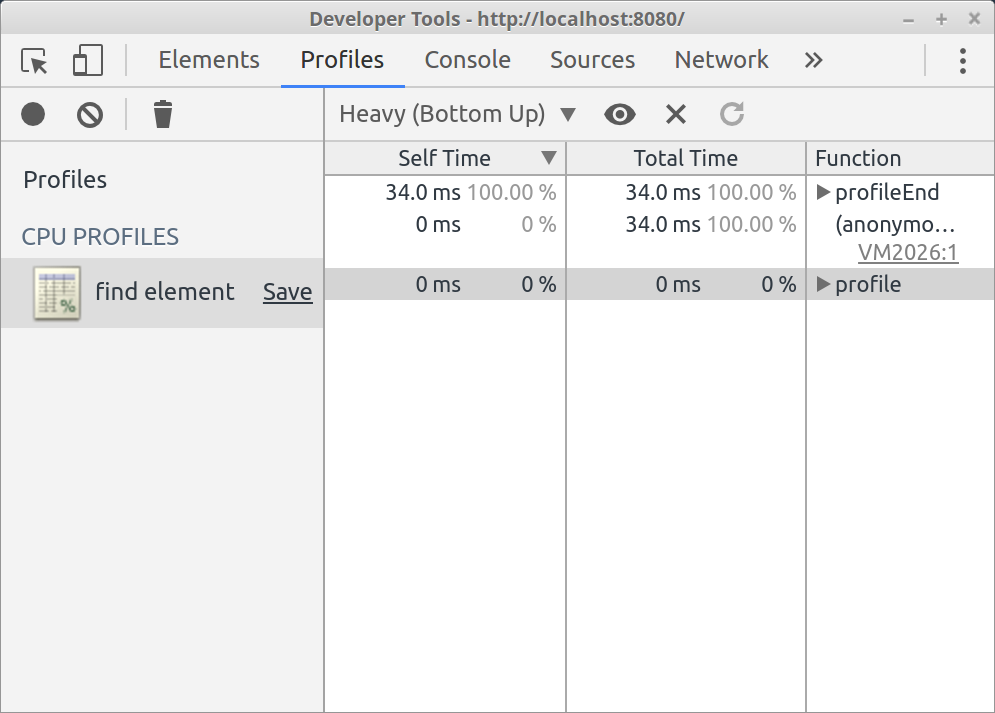 Developer Tools - http://localhost:8080/
Elements Profiles Console Sources Network
Heavy (Bottom Up)
Profiles
CPU PROFILES
find element Save
Self Time Total Time Function
34.0 ms 100.00 % 34.0 ms 100.00 % profileEnd
0 ms 0 % 34.0 ms 100.00 % (anonymo…
VM2026:1
0 ms 0 % 0 ms 0 % profile